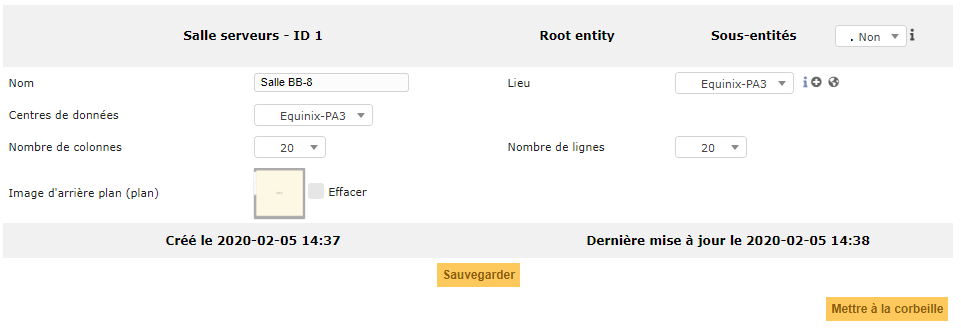 Salle serveurs - ID 1 Root entity Sous-entités . Non
Nom Salle BB-8 Lieu Equinix-PA3
Centres de données Equinix-PA3
Nombre de colonnes 20 Nombre de lignes 20
Image d'arrière plan (plan) Effacer
Créé le 2020-02-05 14:37 Dernière mise à jour le 2020-02-05 14:38
Sauvegarder
Mettre à la corbeille